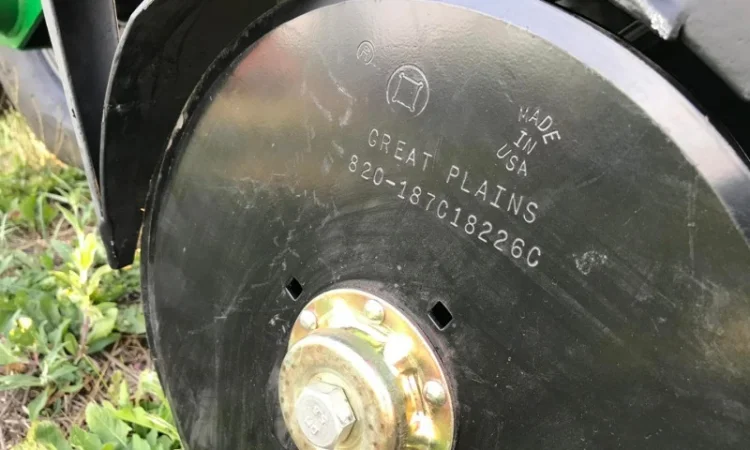 MADE
IN
USA
GREAT PLAINS
820-187C18226C